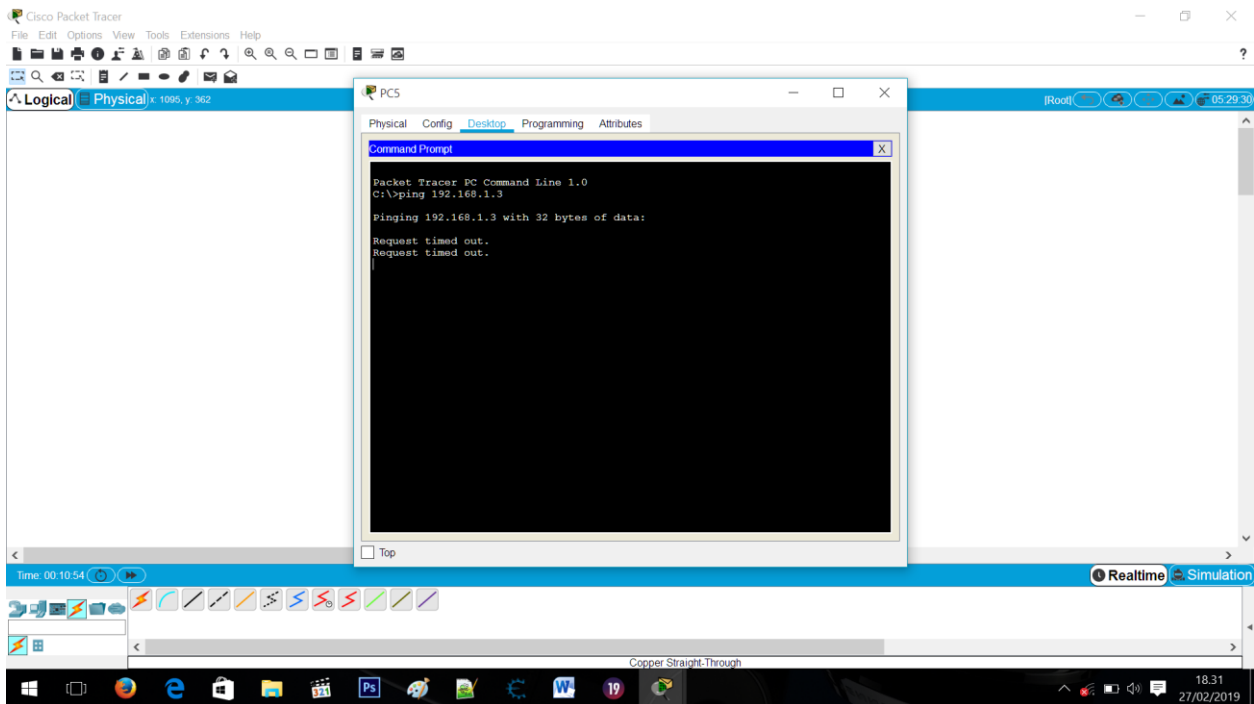 Cisco Packet Tracer
File Edit Options View Tools Extensions Help
?
Logical Physical x: 1095, y: 362
[Root] 05:29:30
PC5
Physical Config Desktop Programming Attributes
Command Prompt X
Packet Tracer PC Command Line 1.0
C:\>ping 192.168.1.3
Pinging 192.168.1.3 with 32 bytes of data:
Request timed out.
Request timed out.
Top
Time: 00:10:54
Realtime Simulation
Copper Straight-Through
321
Ps
W
19
18.31
27/02/2019